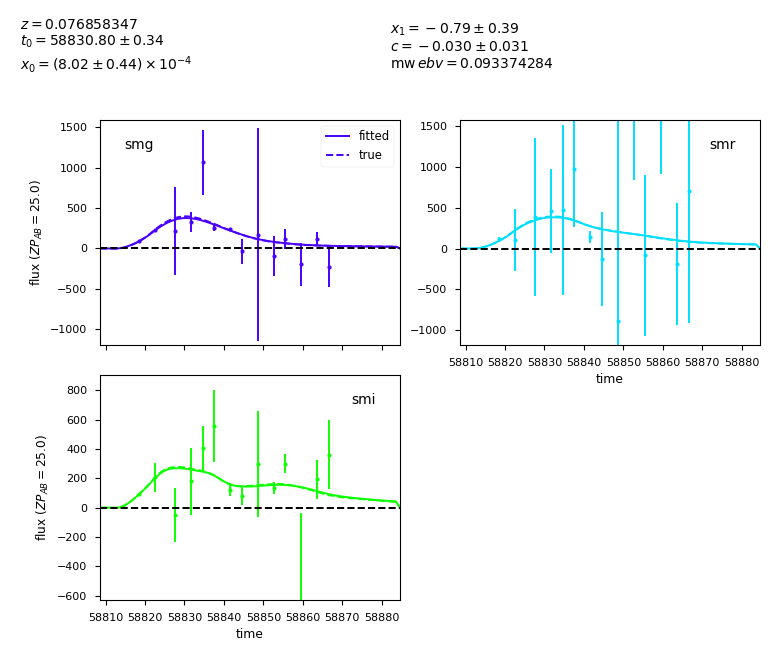 z = 0.076858347
t₀ = 58830.80 ± 0.34
x₀ = (8.02 ± 0.44) × 10⁻⁴
x₁ = −0.79 ± 0.39
c = −0.030 ± 0.031
mw ebv = 0.093374284
smg
fitted
true
1500
1000
500
0
−500
−1000
flux (ZP_AB = 25.0)
smr
1500
1000
500
0
−500
−1000
58810 58820 58830 58840 58850 58860 58870 58880
time
smi
800
600
400
200
0
−200
−400
−600
flux (ZP_AB = 25.0)
58810 58820 58830 58840 58850 58860 58870 58880
time